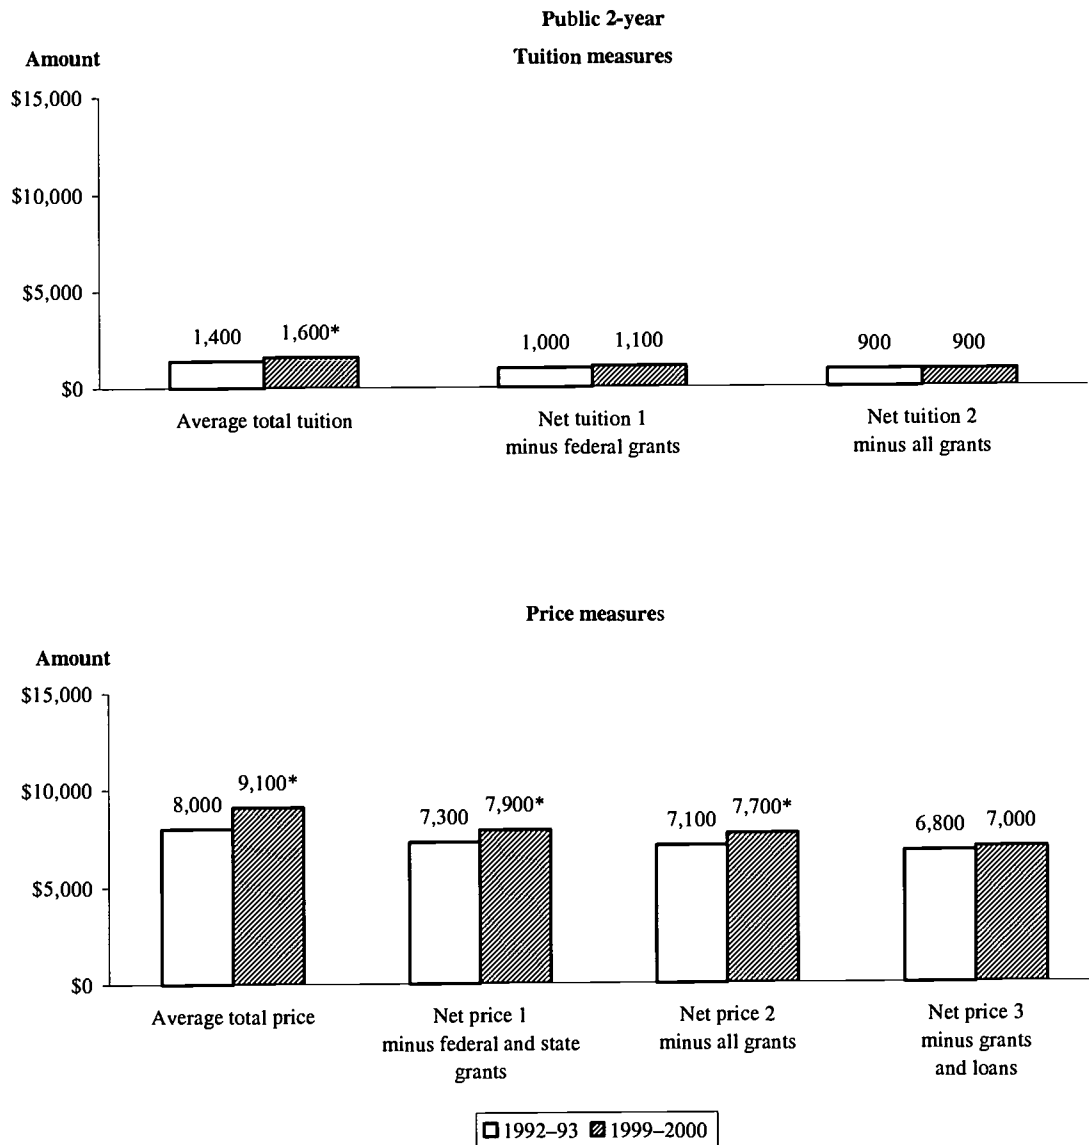 Public 2-year
Tuition measures
Amount
$15,000
$10,000
$5,000
$0
1,400
1,600*
1,000
1,100
900
900
Average total tuition
Net tuition 1
minus federal grants
Net tuition 2
minus all grants
Price measures
Amount
$15,000
$10,000
$5,000
$0
8,000
9,100*
7,300
7,900*
7,100
7,700*
6,800
7,000
Average total price
Net price 1
minus federal and state
grants
Net price 2
minus all grants
Net price 3
minus grants
and loans
1992–93 1999–2000